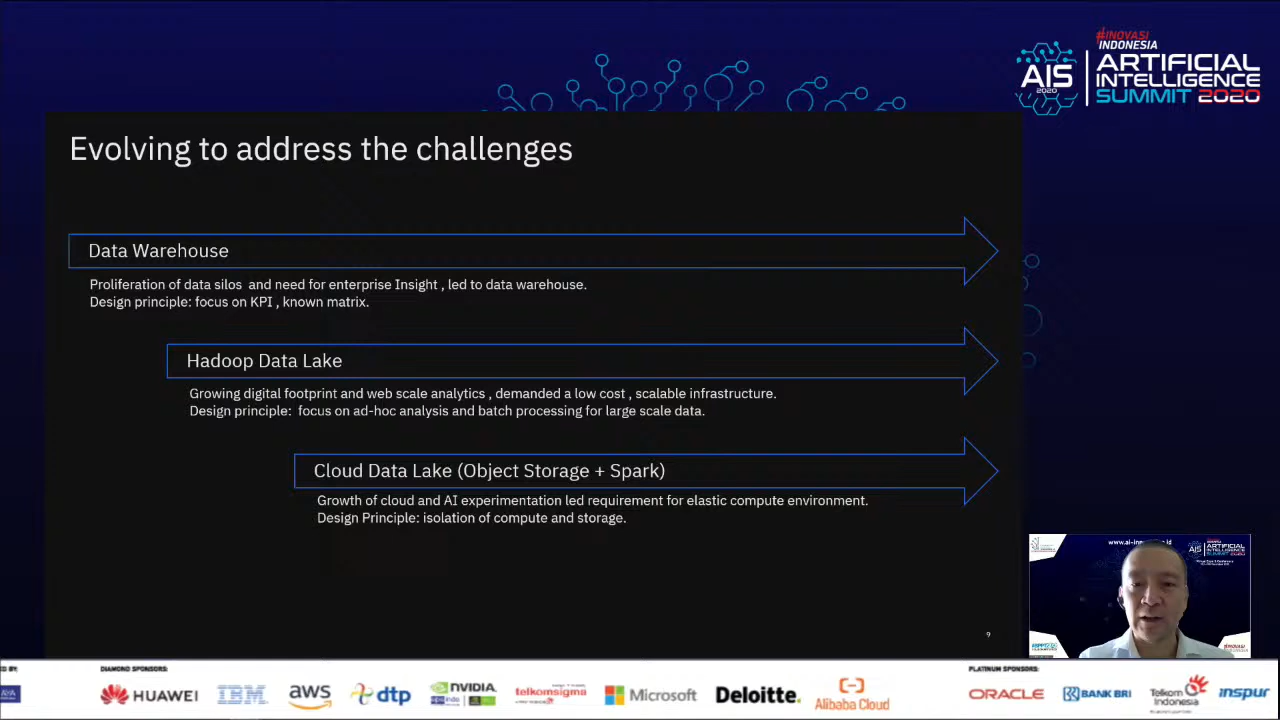 #INOVASI
INDONESIA
AIS
2020
ARTIFICIAL
INTELLIGENCE
SUMMIT 2020
Evolving to address the challenges
Data Warehouse
Proliferation of data silos and need for enterprise Insight , led to data warehouse.
Design principle: focus on KPI , known matrix.
Hadoop Data Lake
Growing digital footprint and web scale analytics , demanded a low cost , scalable infrastructure.
Design principle: focus on ad-hoc analysis and batch processing for large scale data.
Cloud Data Lake (Object Storage + Spark)
Growth of cloud and AI experimentation led requirement for elastic compute environment.
Design Principle: isolation of compute and storage.
9
AIS
ARTIFICIAL
INTELLIGENCE
SUMMIT 2020
DIAMOND SPONSORS:
HUAWEI
IBM
aws
dtp
NVIDIA
telkomsigma
Microsoft
Deloitte.
Alibaba Cloud
PLATINUM SPONSORS:
ORACLE
BANK BRI
Telkom
Indonesia
inspur